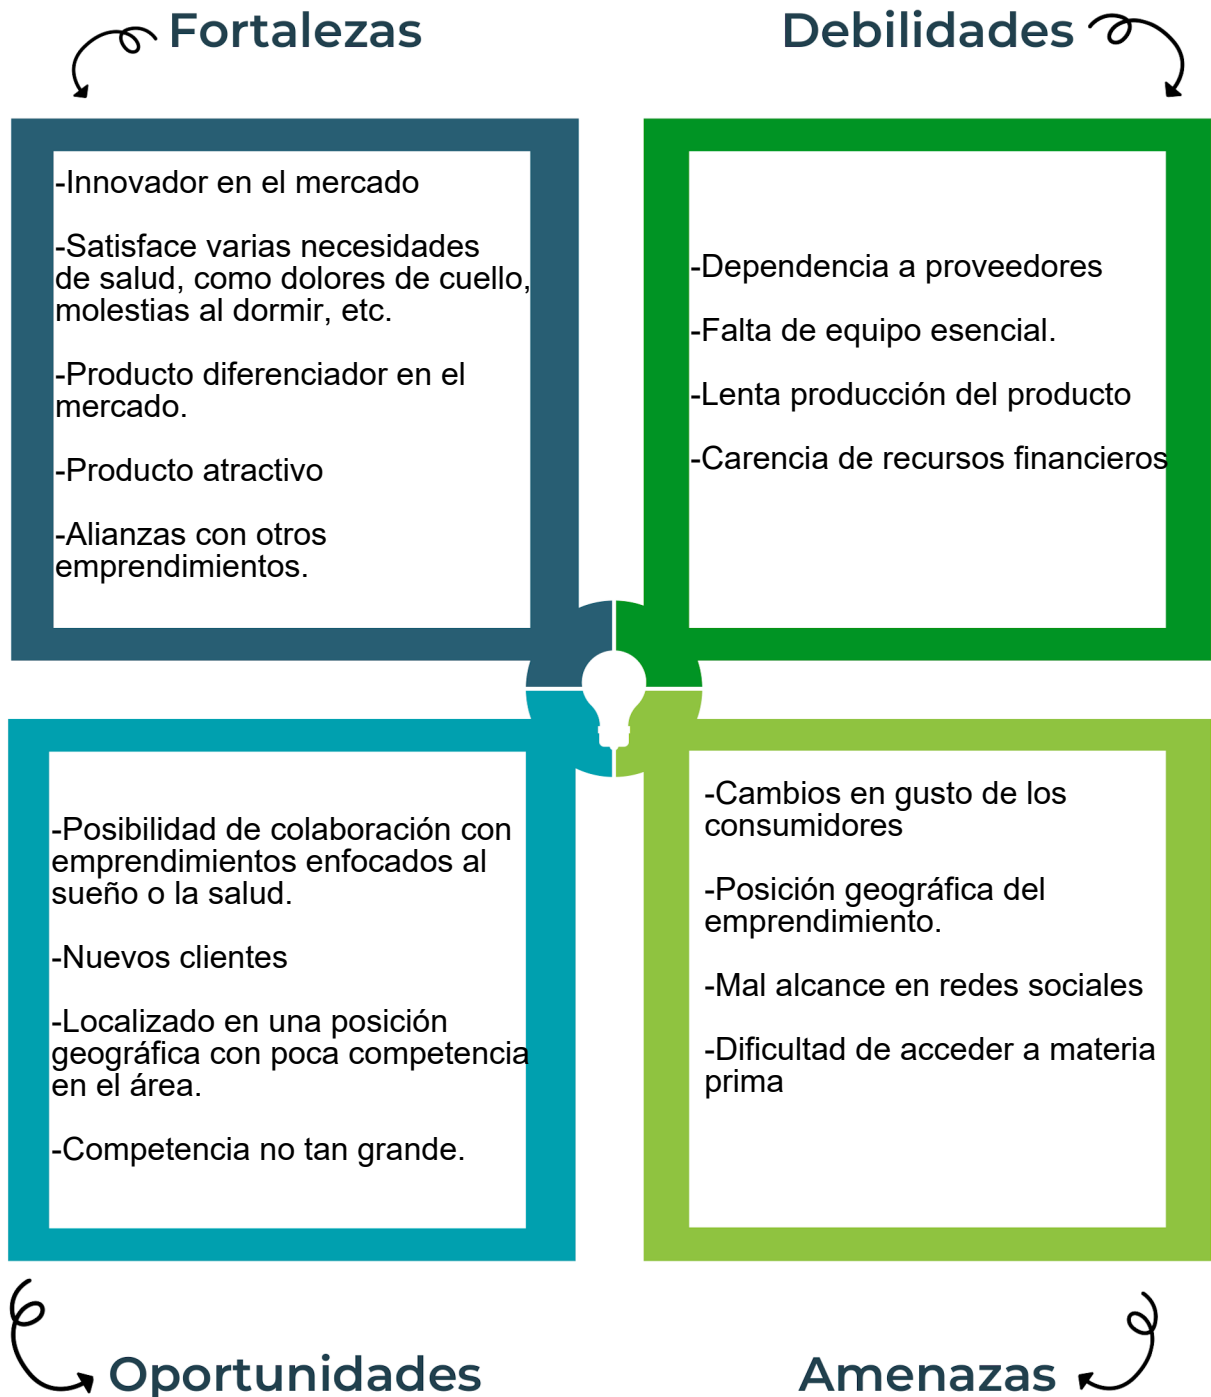 Fortalezas
-Innovador en el mercado
-Satisface varias necesidades
de salud, como dolores de cuello,
molestias al dormir, etc.
-Producto diferenciador en el
mercado.
-Producto atractivo
-Alianzas con otros
emprendimientos.
Debilidades
-Dependencia a proveedores
-Falta de equipo esencial.
-Lenta producción del producto
-Carencia de recursos financieros
-Posibilidad de colaboración con
emprendimientos enfocados al
sueño o la salud.
-Nuevos clientes
-Localizado en una posición
geográfica con poca competencia
en el área.
-Competencia no tan grande.
Oportunidades
-Cambios en gusto de los
consumidores
-Posición geográfica del
emprendimiento.
-Mal alcance en redes sociales
-Dificultad de acceder a materia
prima
Amenazas